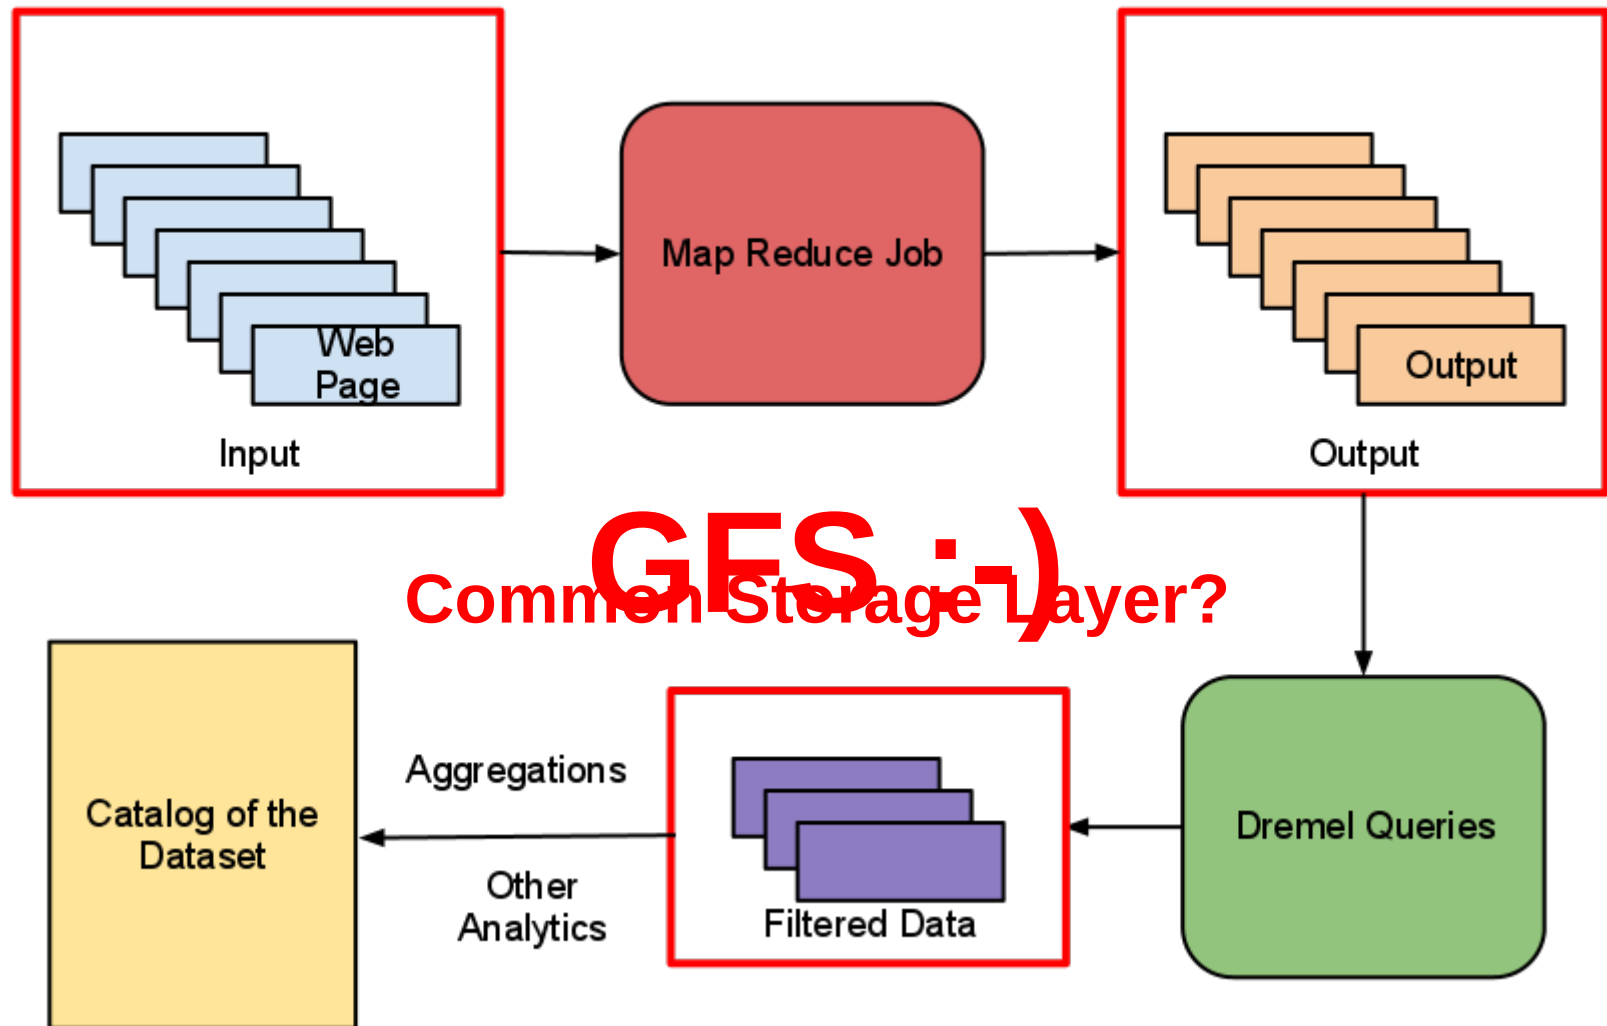 Web
Page
Input
Map Reduce Job
Output
Output
GFS :-)
Common Storage Layer?
Catalog of the
Dataset
Aggregations
Other
Analytics
Filtered Data
Dremel Queries